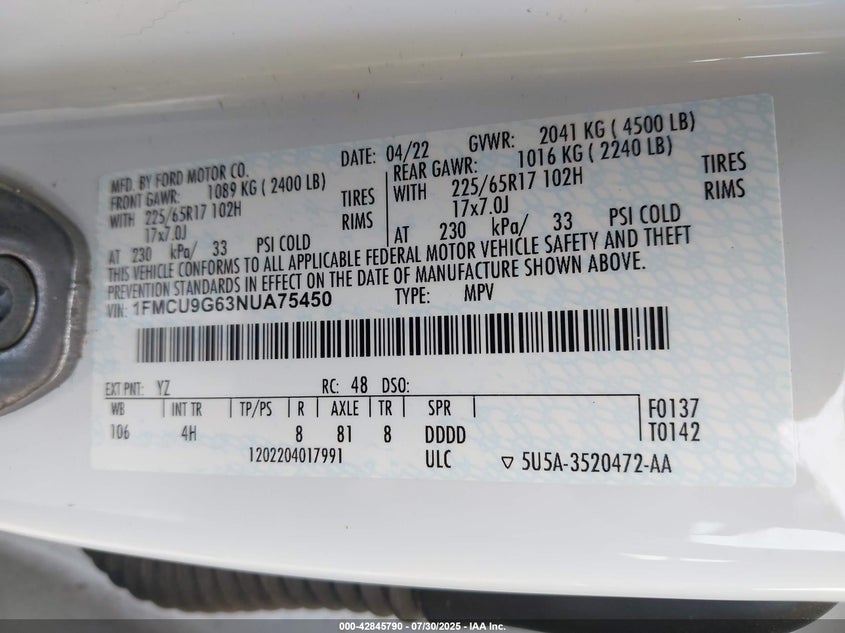 MFD. BY FORD MOTOR CO. DATE: 04/22 GVWR: 2041 KG ( 4500 LB)
FRONT GAWR: 1089 KG ( 2400 LB) REAR GAWR: 1016 KG ( 2240 LB)
WITH 225/65R17 102H TIRES WITH 225/65R17 102H TIRES
17x7.0J RIMS 17x7.0J RIMS
AT 230 kPa/ 33 PSI COLD AT 230 kPa/ 33 PSI COLD
THIS VEHICLE CONFORMS TO ALL APPLICABLE FEDERAL MOTOR VEHICLE SAFETY AND THEFT
PREVENTION STANDARDS IN EFFECT ON THE DATE OF MANUFACTURE SHOWN ABOVE.
VIN: 1FMCU9G63NUA75450 TYPE: MPV
EXT PNT: YZ RC: 48 DSO:
WB INT TR TP/PS R AXLE TR SPR F0137
106 4H 8 81 8 DDDD T0142
1202204017991 ULC ▽ 5U5A-3520472-AA
000-42845790 - 07/30/2025 - IAA Inc.